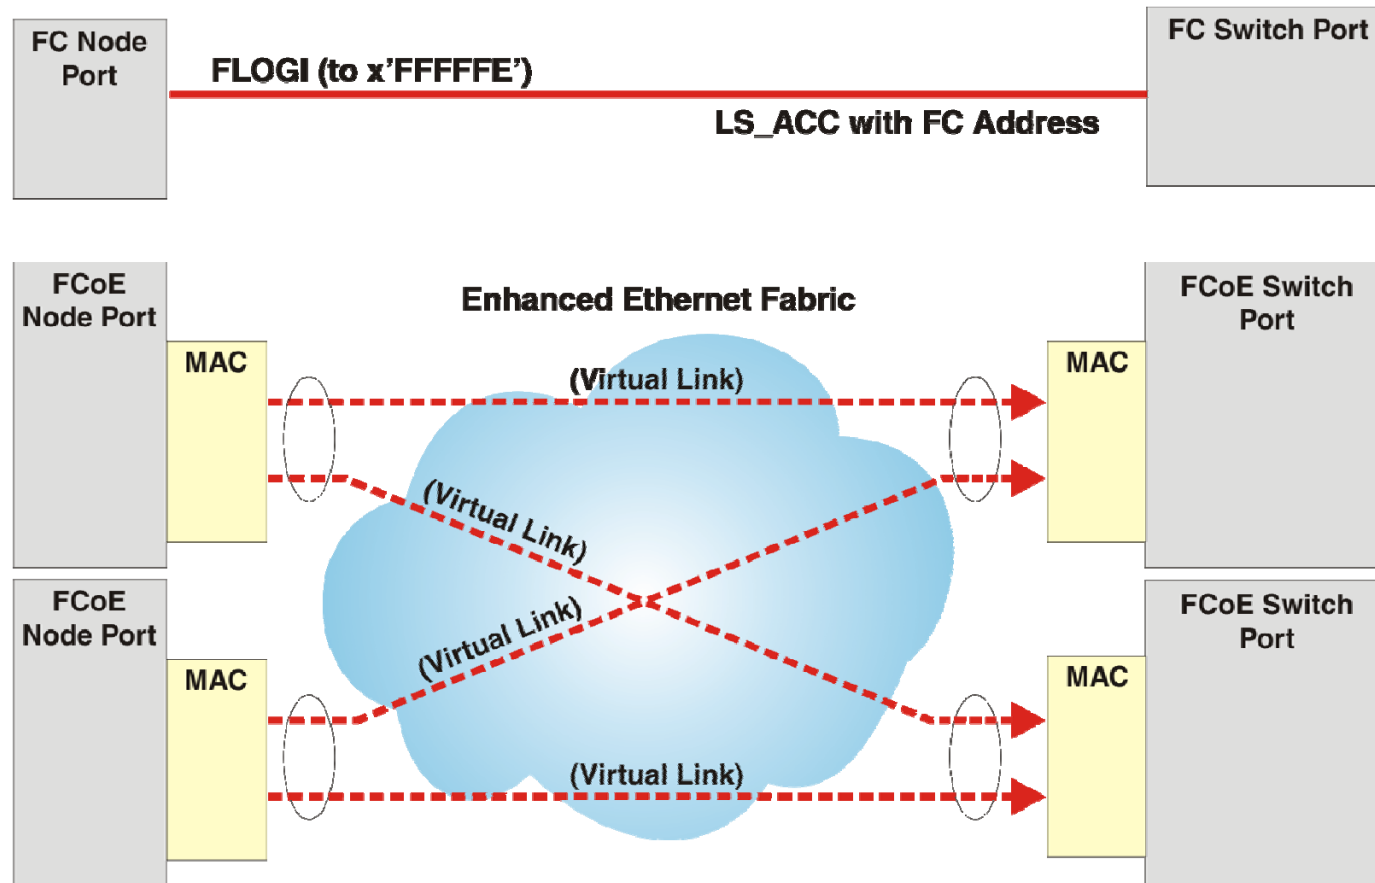 FC Node
Port
FLOGI (to x'FFFFFE')
LS_ACC with FC Address
FC Switch Port
FCoE
Node Port
MAC
Enhanced Ethernet Fabric
(Virtual Link)
(Virtual Link)
FCoE Switch
Port
MAC
FCoE
Node Port
MAC
(Virtual Link)
(Virtual Link)
FCoE Switch
Port
MAC